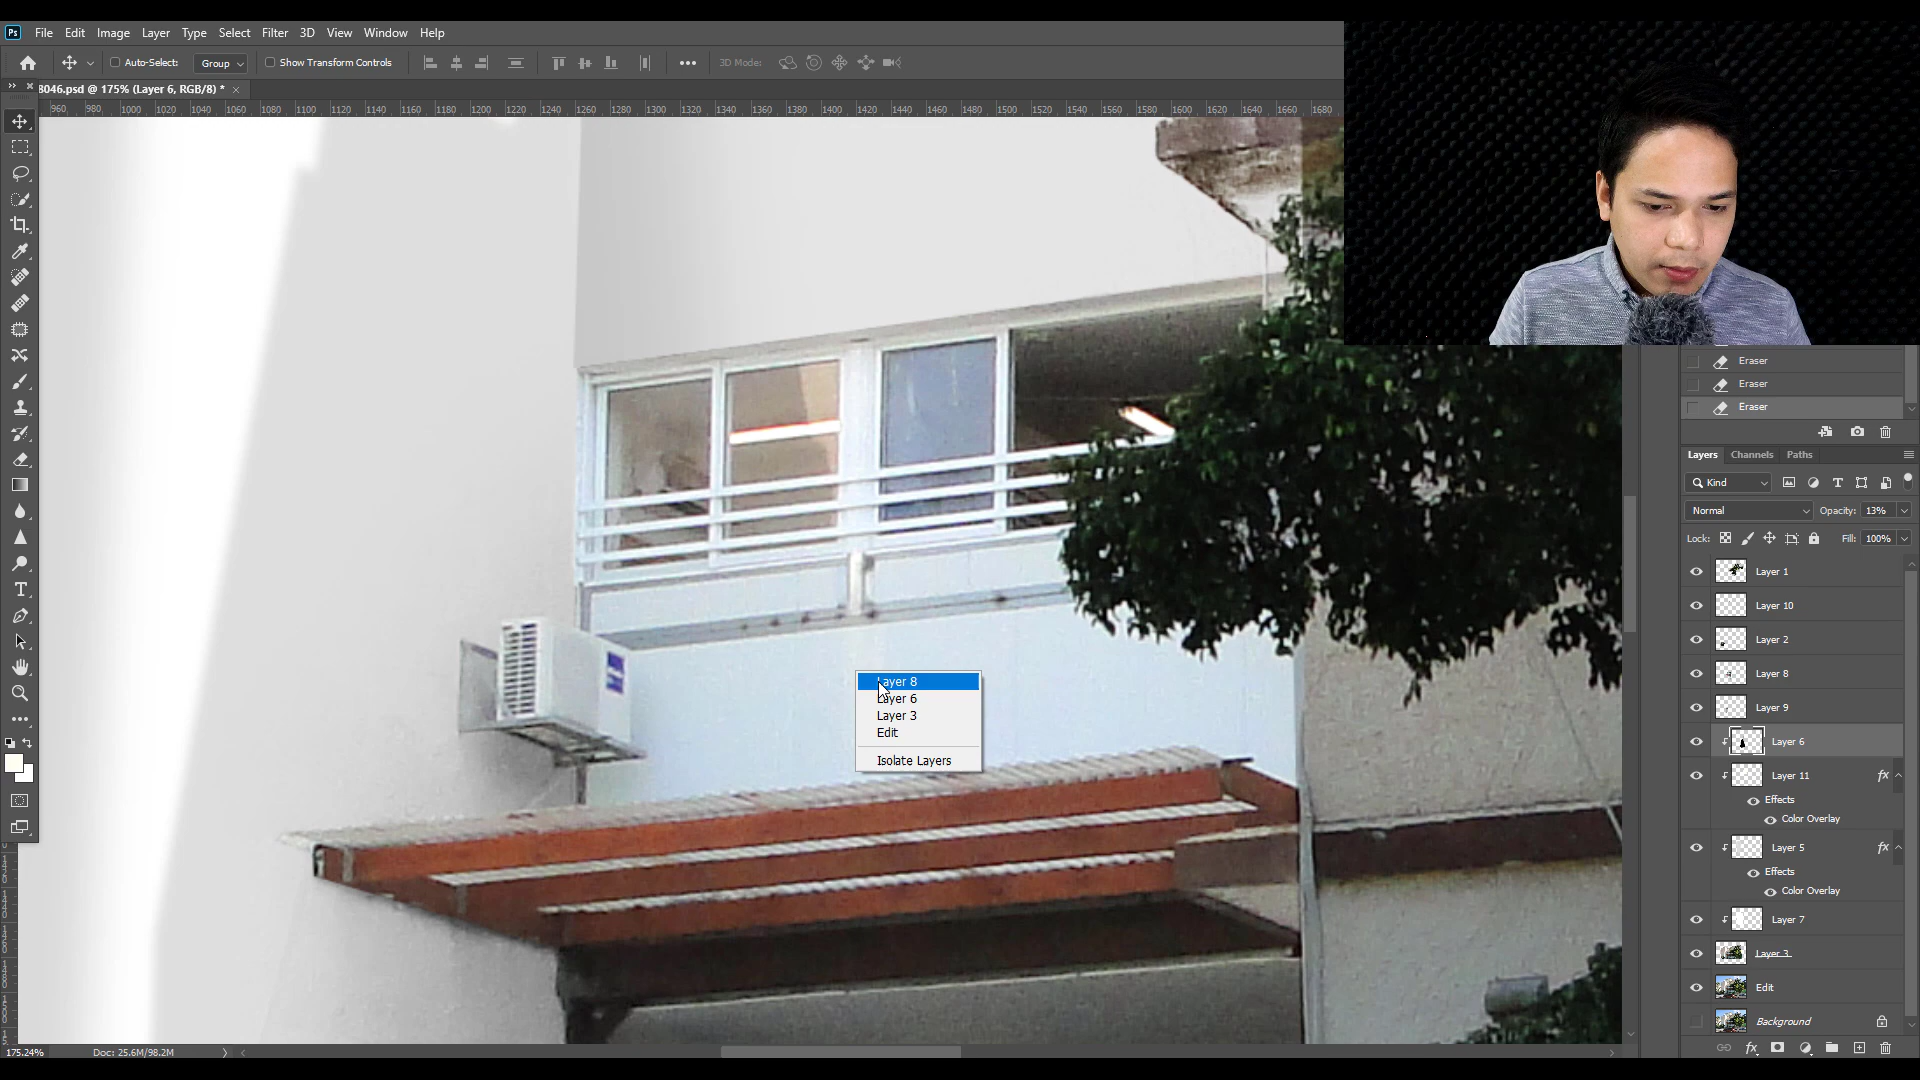 Ps File Edit Image Layer Type Select Filter 3D View Window Help
Auto-Select: Group Show Transform Controls 3D Mode:
8046.psd @ 175% (Layer 6, RGB/8) *
960 980 1000 1020 1040 1060 1080 1100 1120 1140 1160 1180 1200 1220 1240 1260 1280 1300 1320 1340 1360 1380 1400 1420 1440 1460 1480 1500 1520 1540 1560 1580 1600 1620 1640 1660 1680
Eraser
Eraser
Eraser
Layers Channels Paths
Kind
Normal Opacity: 13%
Lock: Fill: 100%
Layer 1
Layer 10
Layer 2
Layer 8
Layer 9
Layer 6
Layer 11 fx
Effects
Color Overlay
Layer 5 fx
Effects
Color Overlay
Layer 7
Layer 3
Edit
Background
Layer 8
Layer 6
Layer 3
Edit
Isolate Layers
175.24% Doc: 25.6M/98.2M